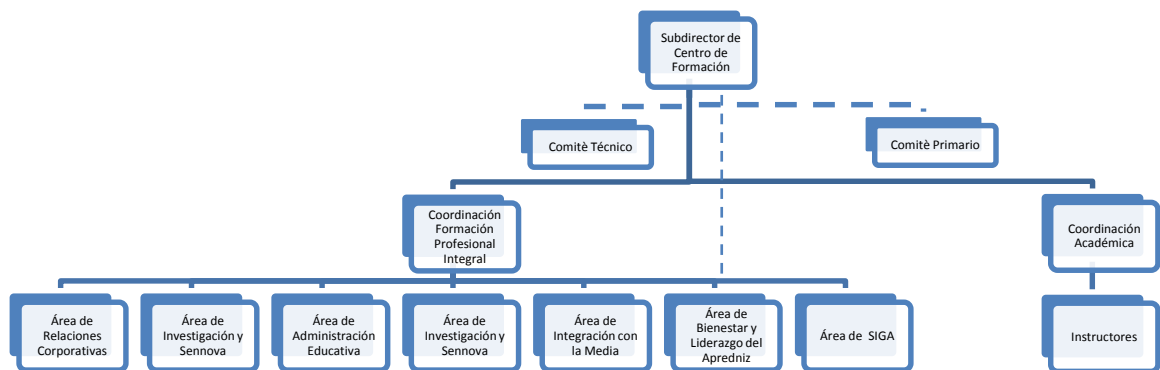 Subdirector de
Centro de
Formación
Comitè Técnico
Comitè Primario
Coordinación
Formación
Profesional
Integral
Coordinación
Académica
Área de
Relaciones
Corporativas
Área de
Investigación y
Sennova
Área de
Administración
Educativa
Área de
Investigación y
Sennova
Área de
Integración con
la Media
Área de
Bienestar y
Liderazgo del
Apredniz
Área de SIGA
Instructores